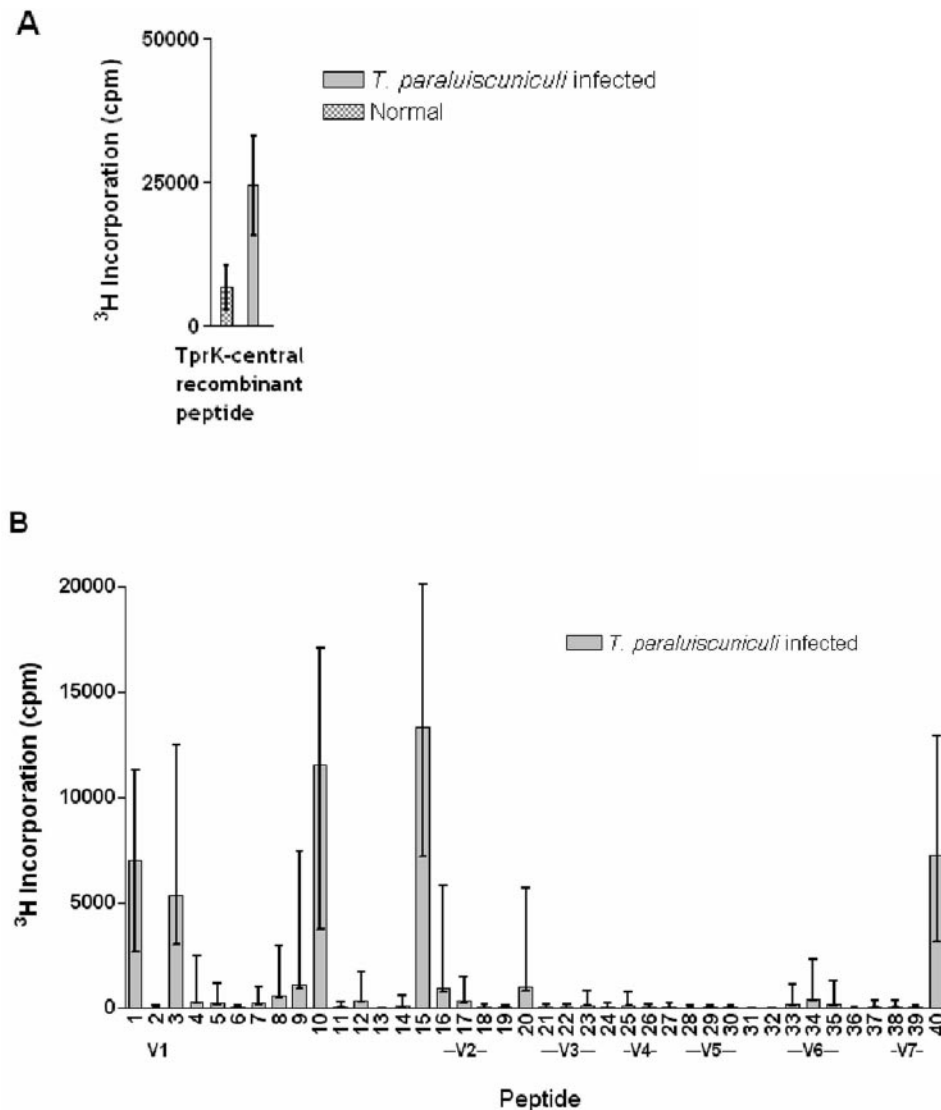 A
50000
25000
0
³H Incorporation (cpm)
T. paraluiscuniculi infected
Normal
TprK-central
recombinant
peptide
B
20000
15000
10000
5000
0
³H Incorporation (cpm)
T. paraluiscuniculi infected
1 2 3 4 5 6 7 8 9 10 11 12 13 14 15 16 17 18 19 20 21 22 23 24 25 26 27 28 29 30 31 32 33 34 35 36 37 38 39 40
V1 —V2– —V3— —V4- —V5— —V6— -V7-
Peptide